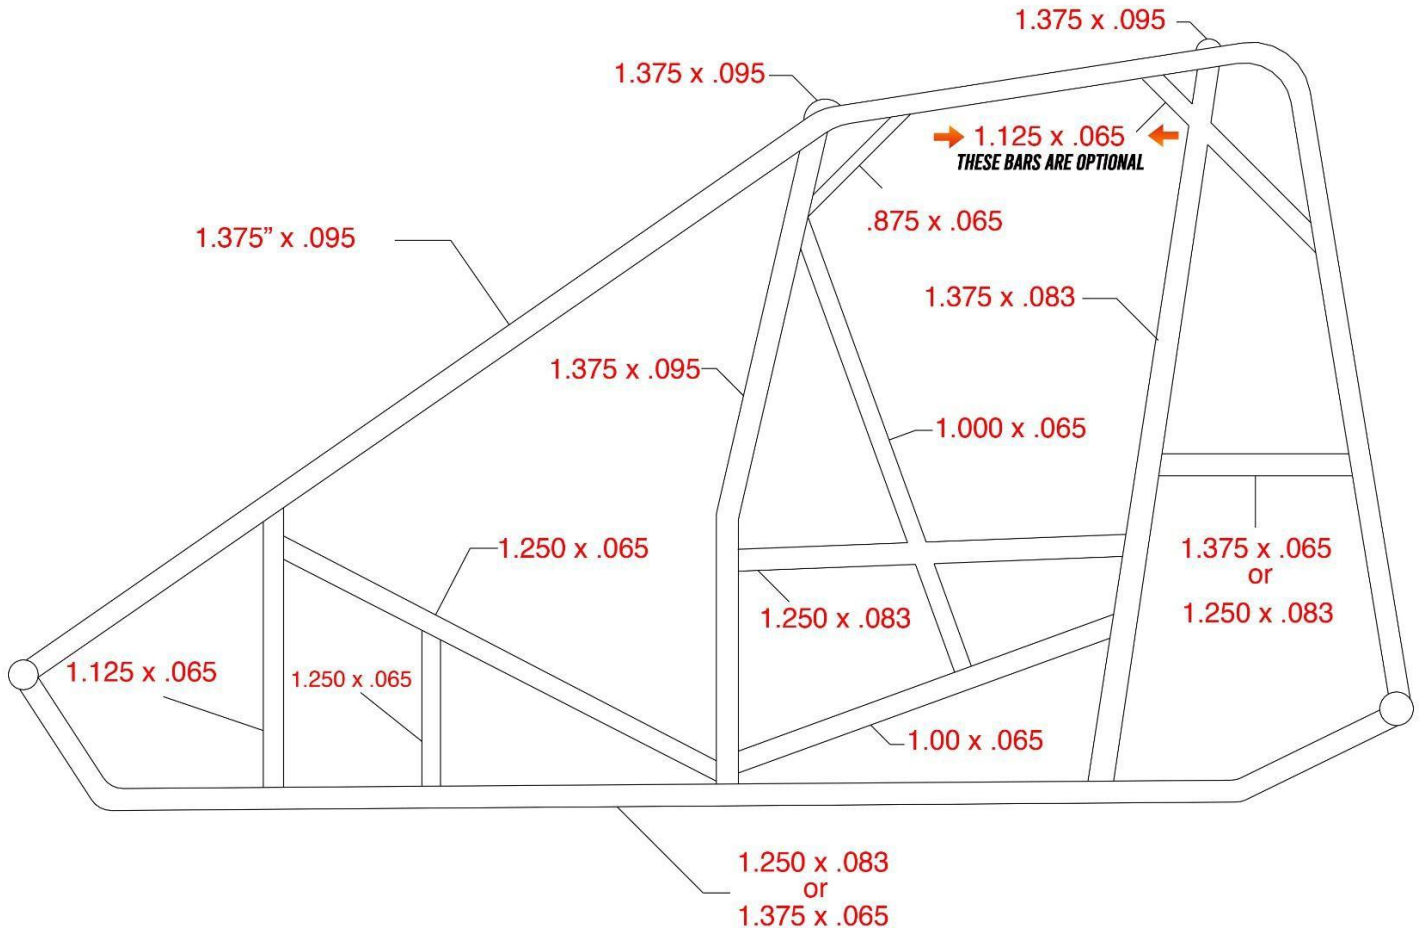 1.375 x .095
1.375 x .095
1.125 x .065
THESE BARS ARE OPTIONAL
.875 x .065
1.375” x .095
1.375 x .083
1.375 x .095
1.000 x .065
1.250 x .065
1.375 x .065
or
1.250 x .083
1.250 x .083
1.125 x .065
1.250 x .065
1.00 x .065
1.250 x .083
or
1.375 x .065